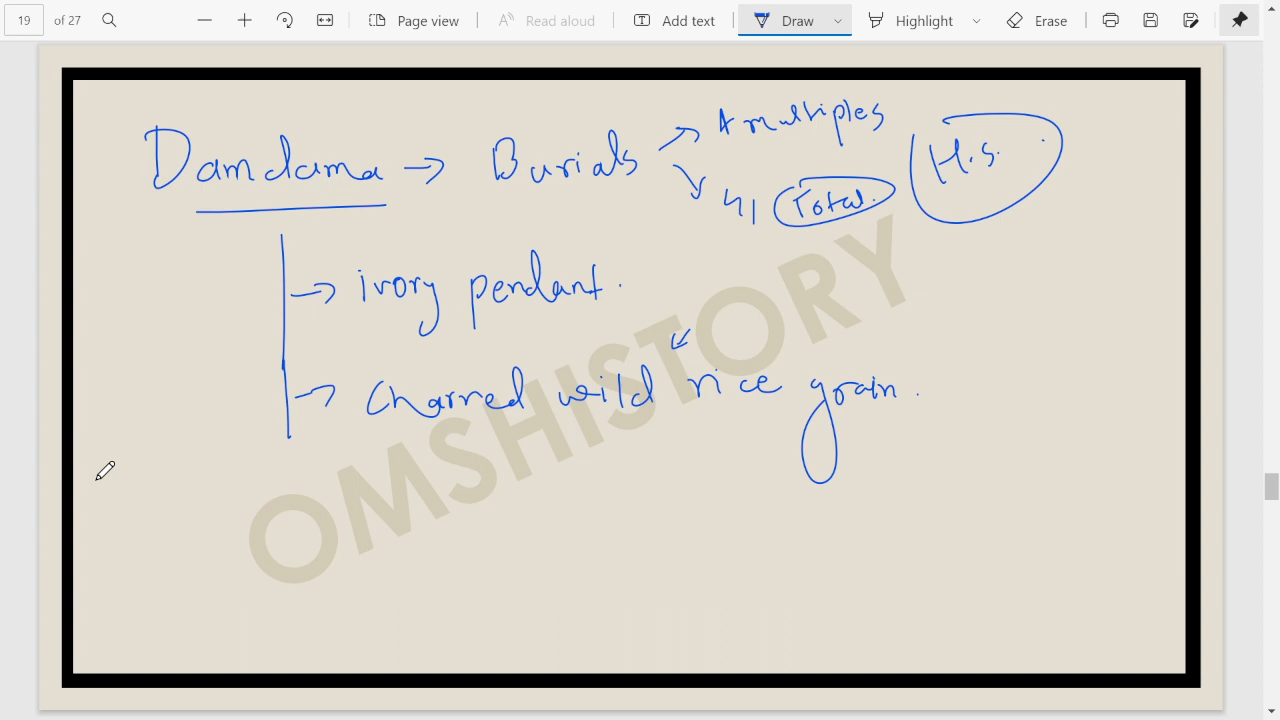 19 of 27 Page view Read aloud Add text Draw Highlight Erase
Damdama → Burials → 4 multiples
→ 41 Total. H.S.
→ ivory pendant.
→ Charred wild rice grain.
OMSHISTORY